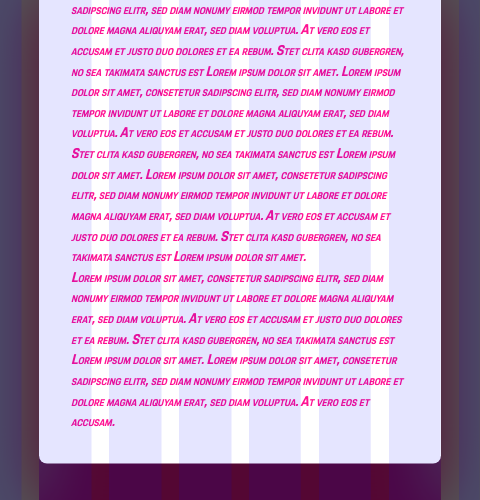 sadipscing elitr, sed diam nonumy eirmod tempor invidunt ut labore et
dolore magna aliquyam erat, sed diam voluptua. At vero eos et
accusam et justo duo dolores et ea rebum. Stet clita kasd gubergren,
no sea takimata sanctus est Lorem ipsum dolor sit amet. Lorem ipsum
dolor sit amet, consetetur sadipscing elitr, sed diam nonumy eirmod
tempor invidunt ut labore et dolore magna aliquyam erat, sed diam
voluptua. At vero eos et accusam et justo duo dolores et ea rebum.
Stet clita kasd gubergren, no sea takimata sanctus est Lorem ipsum
dolor sit amet. Lorem ipsum dolor sit amet, consetetur sadipscing
elitr, sed diam nonumy eirmod tempor invidunt ut labore et dolore
magna aliquyam erat, sed diam voluptua. At vero eos et accusam et
justo duo dolores et ea rebum. Stet clita kasd gubergren, no sea
takimata sanctus est Lorem ipsum dolor sit amet.
Lorem ipsum dolor sit amet, consetetur sadipscing elitr, sed diam
nonumy eirmod tempor invidunt ut labore et dolore magna aliquyam
erat, sed diam voluptua. At vero eos et accusam et justo duo dolores
et ea rebum. Stet clita kasd gubergren, no sea takimata sanctus est
Lorem ipsum dolor sit amet. Lorem ipsum dolor sit amet, consetetur
sadipscing elitr, sed diam nonumy eirmod tempor invidunt ut labore et
dolore magna aliquyam erat, sed diam voluptua. At vero eos et
accusam.